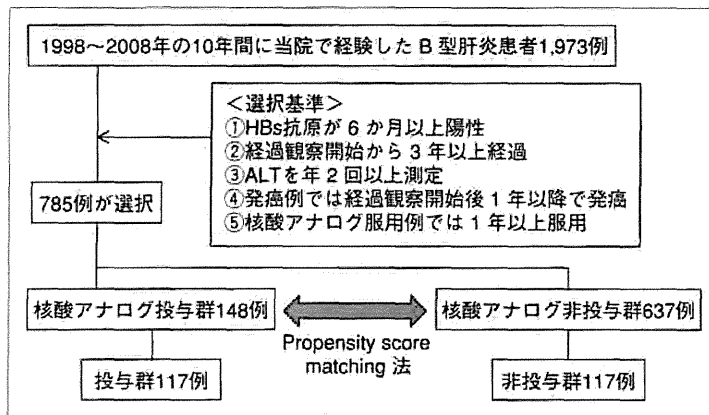 1998～2008年の10年間に当院で経験したB型肝炎患者1,973例
＜選択基準＞
①HBs抗原が6か月以上陽性
②経過観察開始から3年以上経過
③ALTを年2回以上測定
④発癌例では経過観察開始後1年以降で発癌
⑤核酸アナログ服用例では1年以上服用
785例が選択
核酸アナログ投与群148例
核酸アナログ非投与群637例
Propensity score
matching 法
投与群117例
非投与群117例